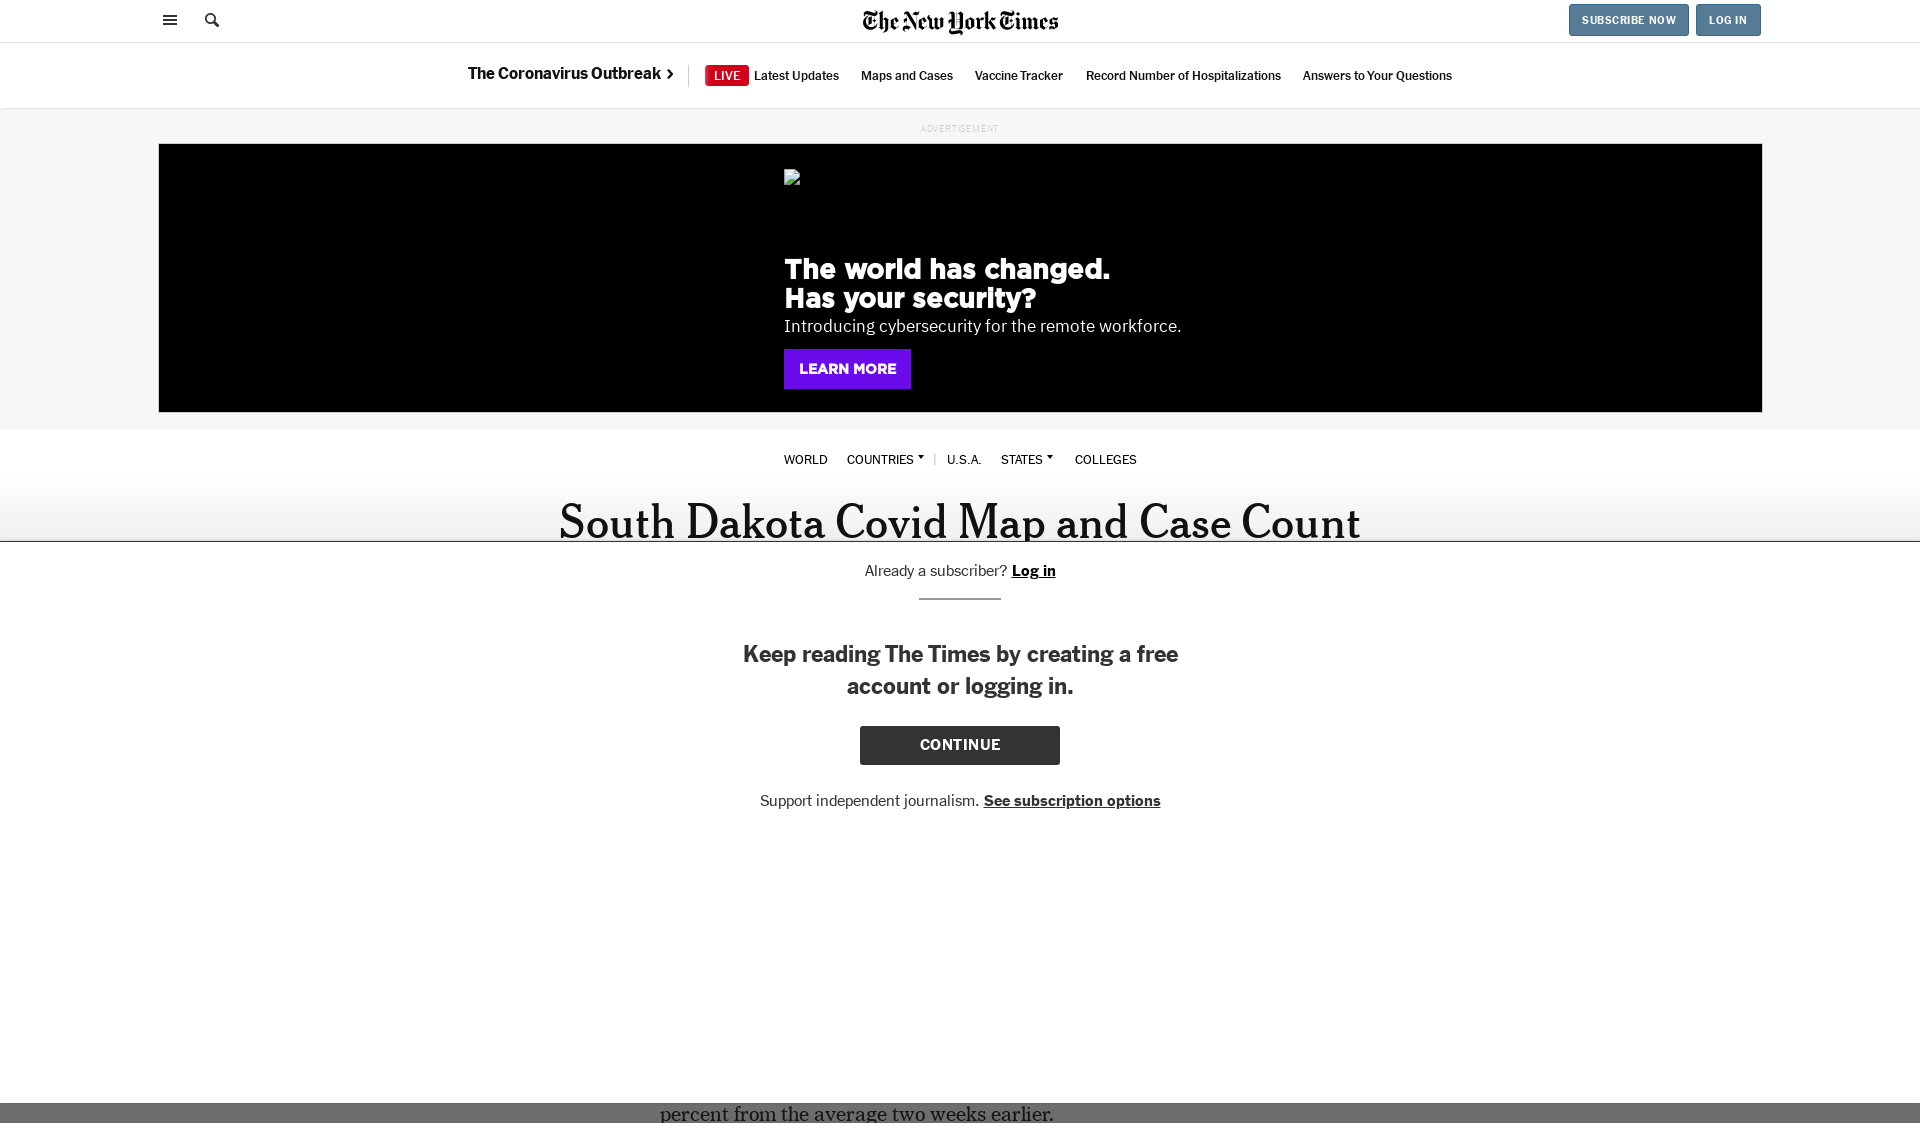 The New York Times
SUBSCRIBE NOW
LOG IN
The Coronavirus Outbreak
LIVE Latest Updates
Maps and Cases
Vaccine Tracker
Record Number of Hospitalizations
Answers to Your Questions
ADVERTISEMENT
The world has changed.
Has your security?
Introducing cybersecurity for the remote workforce.
LEARN MORE
WORLD COUNTRIES U.S.A. STATES COLLEGES
South Dakota Covid Map and Case Count
Already a subscriber? Log in
Keep reading The Times by creating a free
account or logging in.
CONTINUE
Support independent journalism. See subscription options
percent from the average two weeks earlier.